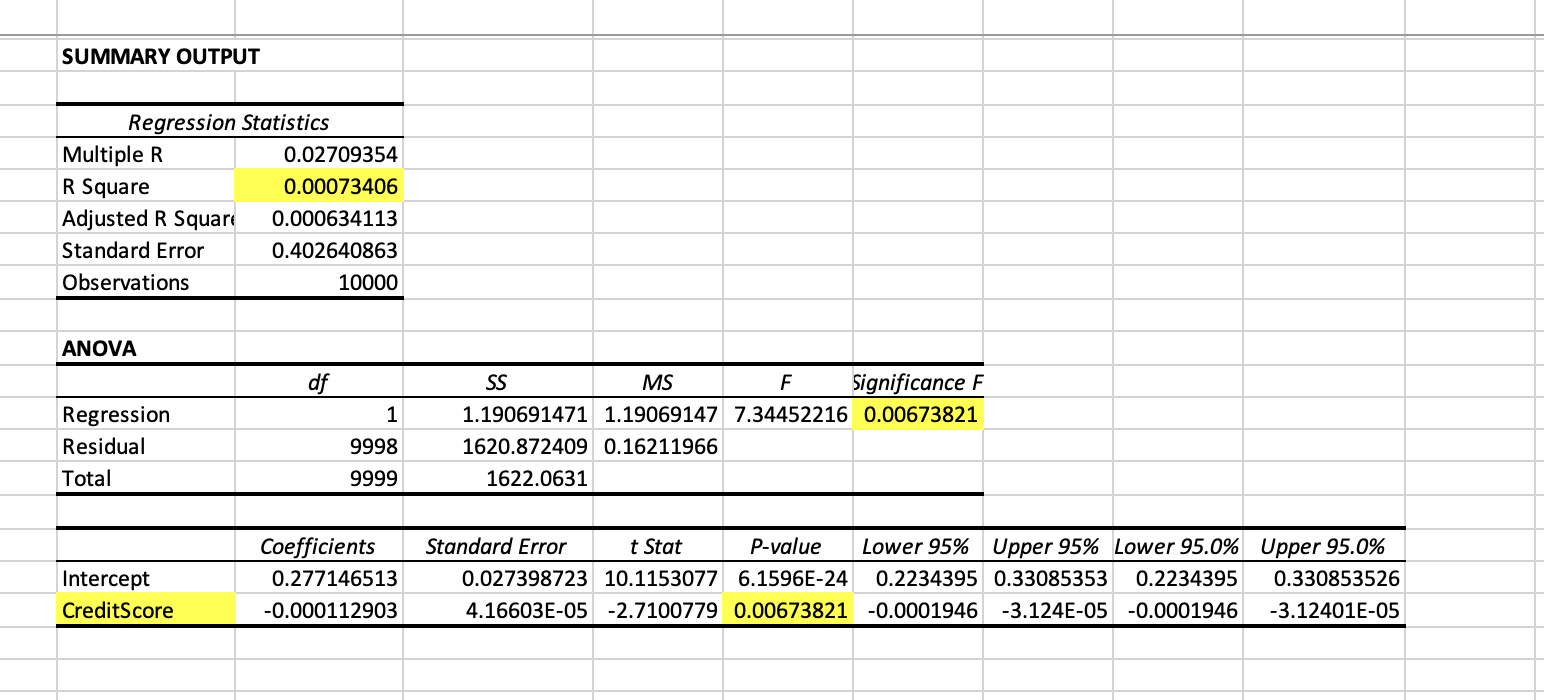 SUMMARY OUTPUT
Regression Statistics
Multiple R 0.02709354
R Square 0.00073406
Adjusted R Square 0.000634113
Standard Error 0.402640863
Observations 10000
ANOVA
df SS MS F Significance F
Regression 1 1.190691471 1.19069147 7.34452216 0.00673821
Residual 9998 1620.872409 0.16211966
Total 9999 1622.0631
Coefficients Standard Error t Stat P-value Lower 95% Upper 95% Lower 95.0% Upper 95.0%
Intercept 0.277146513 0.027398723 10.1153077 6.1596E-24 0.2234395 0.33085353 0.2234395 0.330853526
CreditScore -0.000112903 4.16603E-05 -2.7100779 0.00673821 -0.0001946 -3.124E-05 -0.0001946 -3.12401E-05